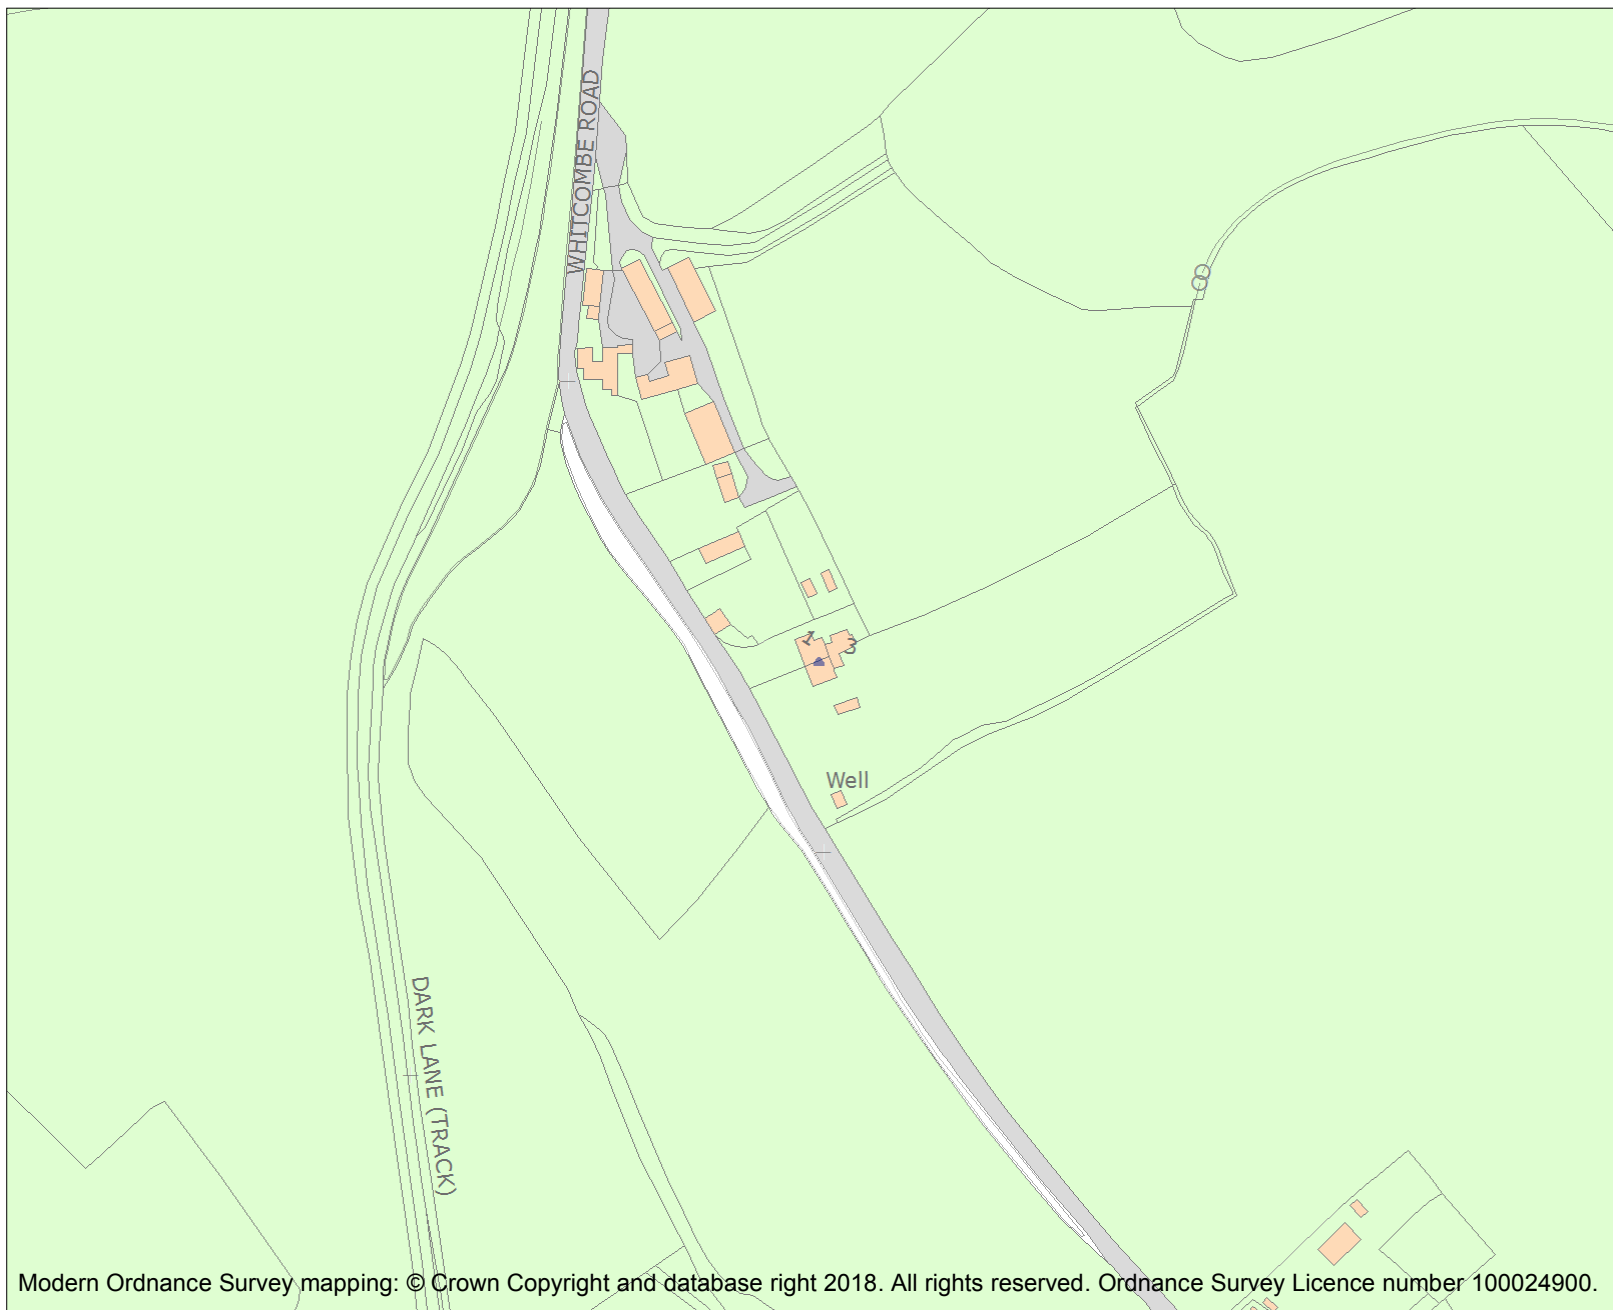 WHITCOMBE ROAD
1
3
Well
DARK LANE (TRACK)
Modern Ordnance Survey mapping: © Crown Copyright and database right 2018. All rights reserved. Ordnance Survey Licence number 100024900.